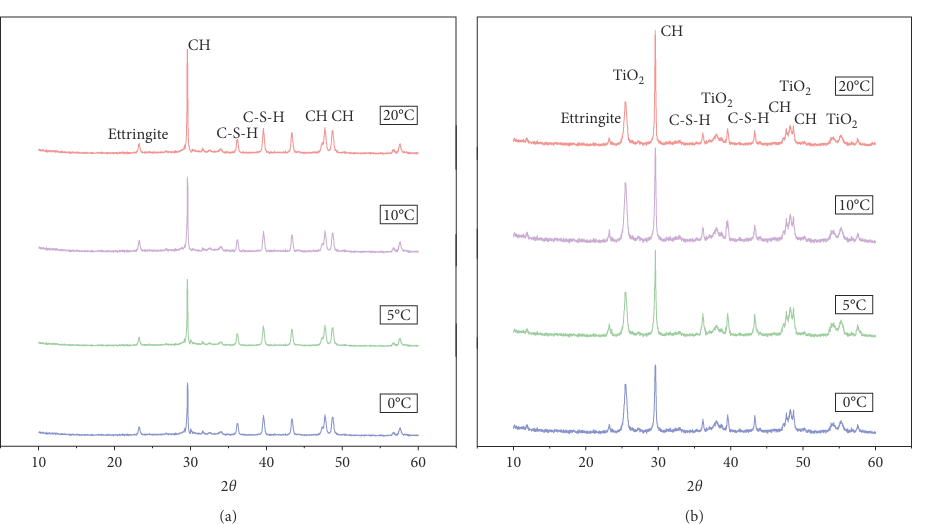 CH
Ettringite
C-S-H
C-S-H
CH CH
20°C
10°C
5°C
0°C
10 20 30 40 50 60
2θ
(a)
CH
TiO2
Ettringite
C-S-H
TiO2
C-S-H
CH
TiO2
CH
TiO2
20°C
10°C
5°C
0°C
10 20 30 40 50 60
2θ
(b)